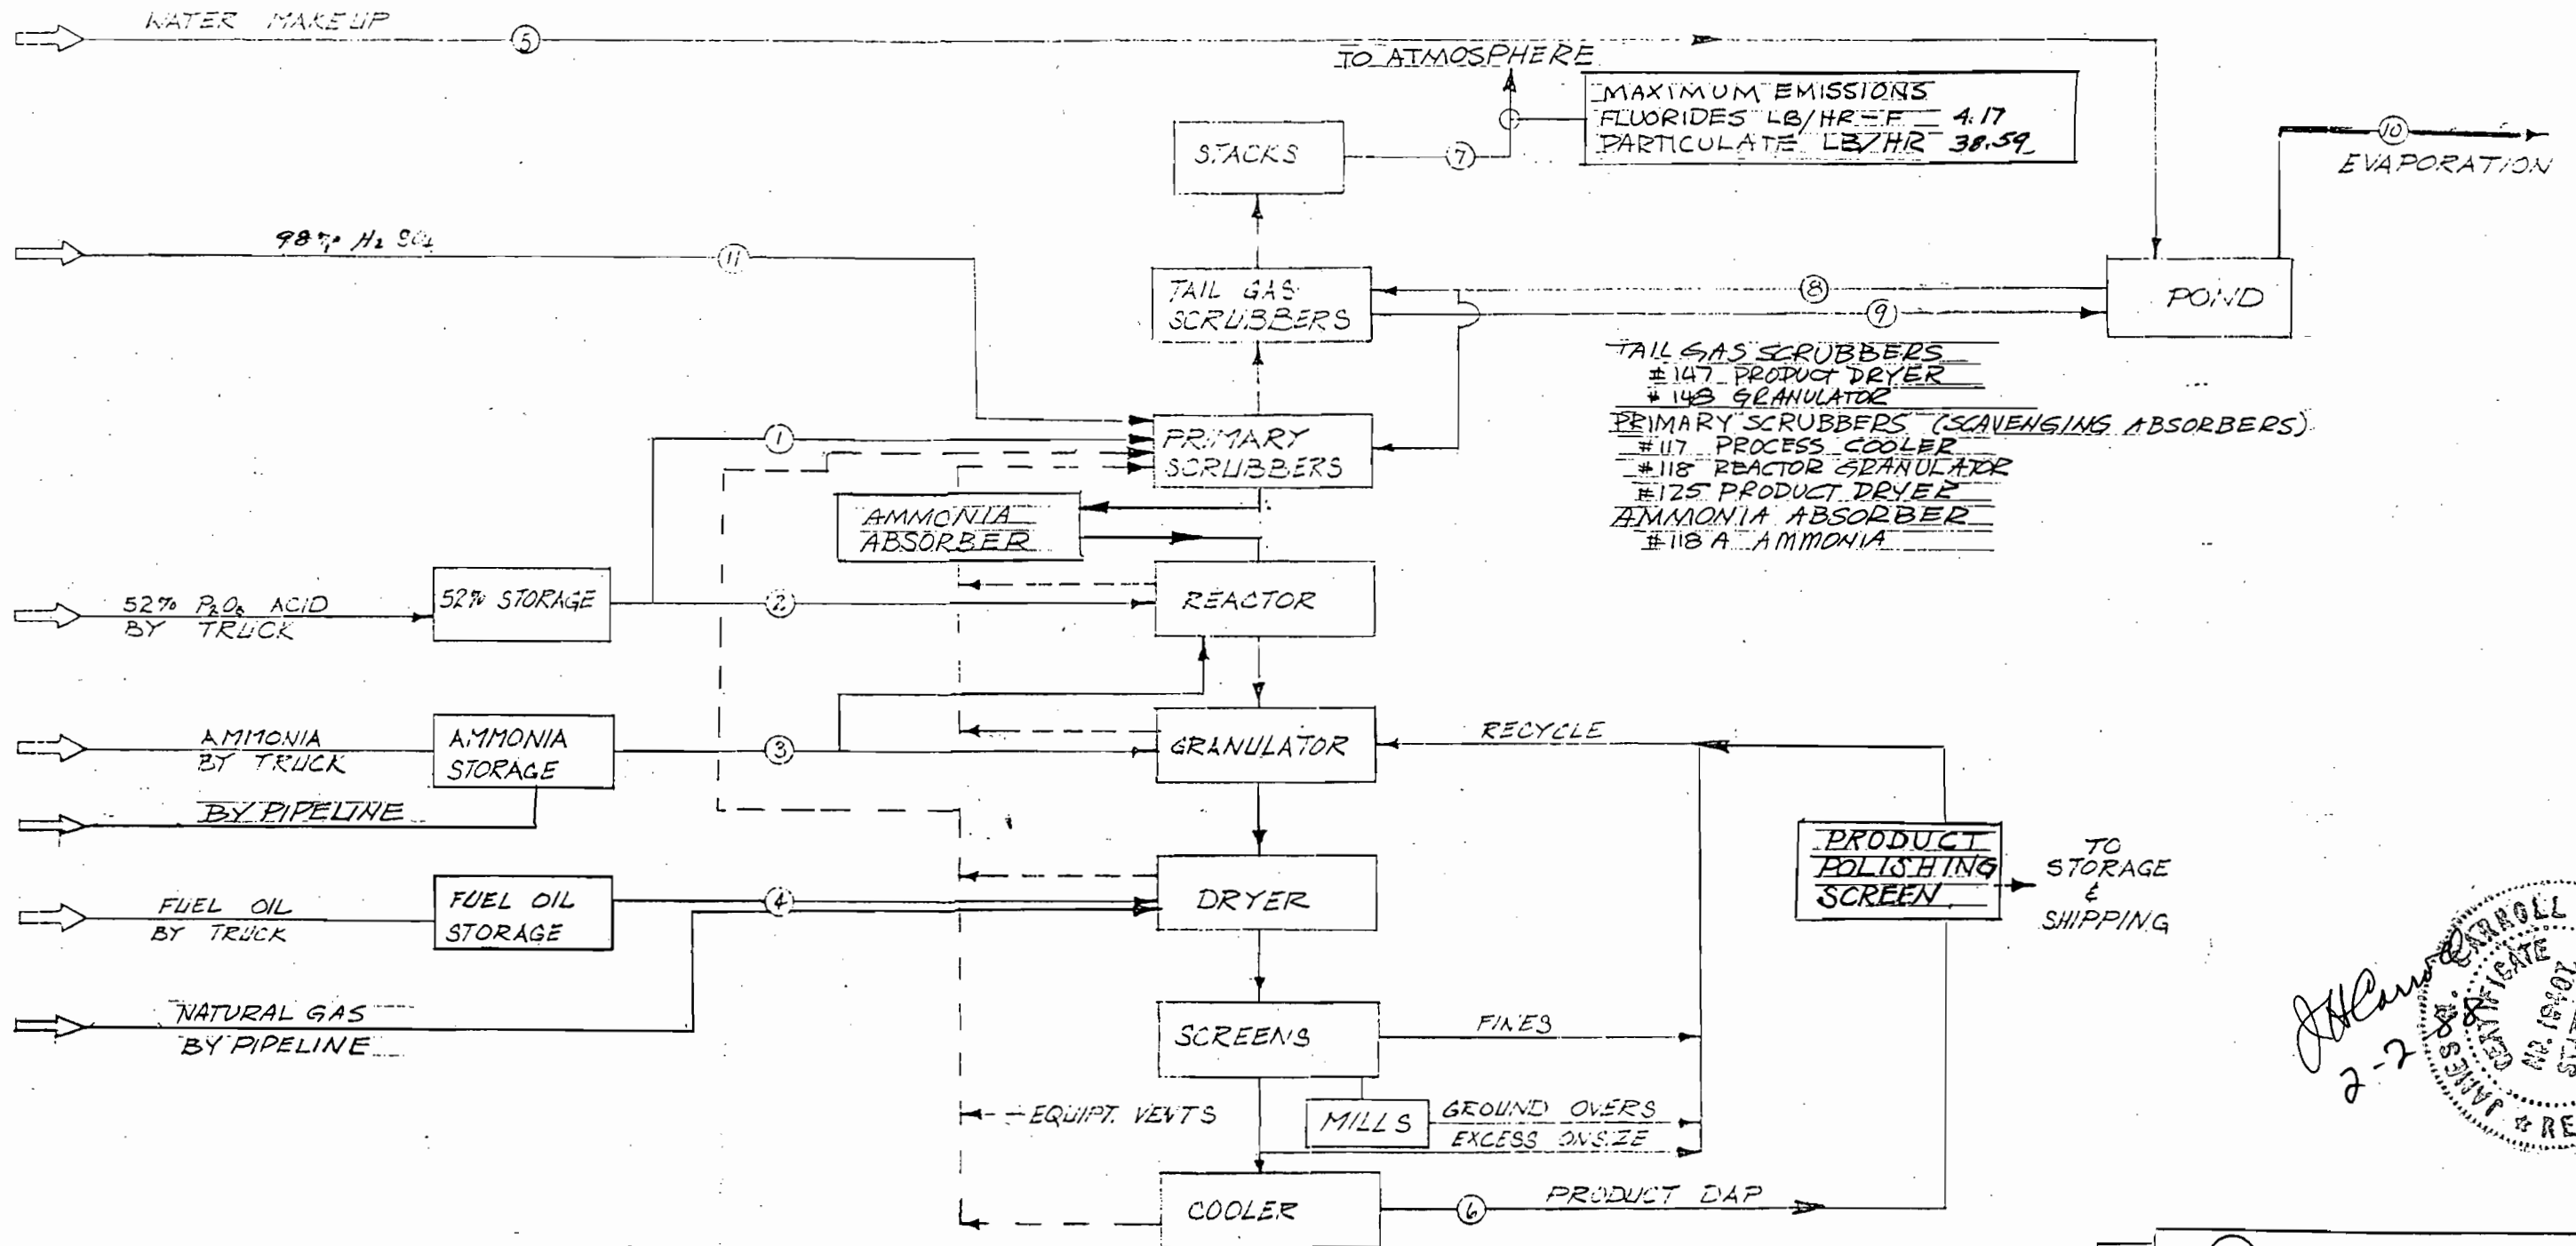 WATER MAKEUP
5
TO ATMOSPHERE
MAXIMUM EMISSIONS
FLUORIDES LB/HR-F 4.17
PARTICULATE LB/HR 38.59
STACKS
7
10
EVAPORATION
98% H2 SO4
11
TAIL GAS
SCRUBBERS
8
9
POND
TAIL GAS SCRUBBERS
#147 PRODUCT DRYER
#148 GRANULATOR
PRIMARY SCRUBBERS (SCAVENGING ABSORBERS)
#117 PROCESS COOLER
#118 REACTOR GRANULATOR
#125 PRODUCT DRYER
AMMONIA ABSORBER
#118 A AMMONIA
1
PRIMARY
SCRUBBERS
AMMONIA
ABSORBER
52% P2O5 ACID
BY TRUCK
52% STORAGE
2
REACTOR
AMMONIA
BY TRUCK
AMMONIA
STORAGE
3
GRANULATOR
RECYCLE
BY PIPELINE
PRODUCT
POLISHING
SCREEN
TO
STORAGE
&
SHIPPING
FUEL OIL
BY TRUCK
FUEL OIL
STORAGE
4
DRYER
NATURAL GAS
BY PIPELINE
SCREENS
FINES
EQUIPT. VENTS
MILLS
GROUND OVERS
EXCESS ONSIZE
COOLER
6
PRODUCT DAP
JHCarroll
2-2-88
JAMES M. CARROLL
CERTIFICATE